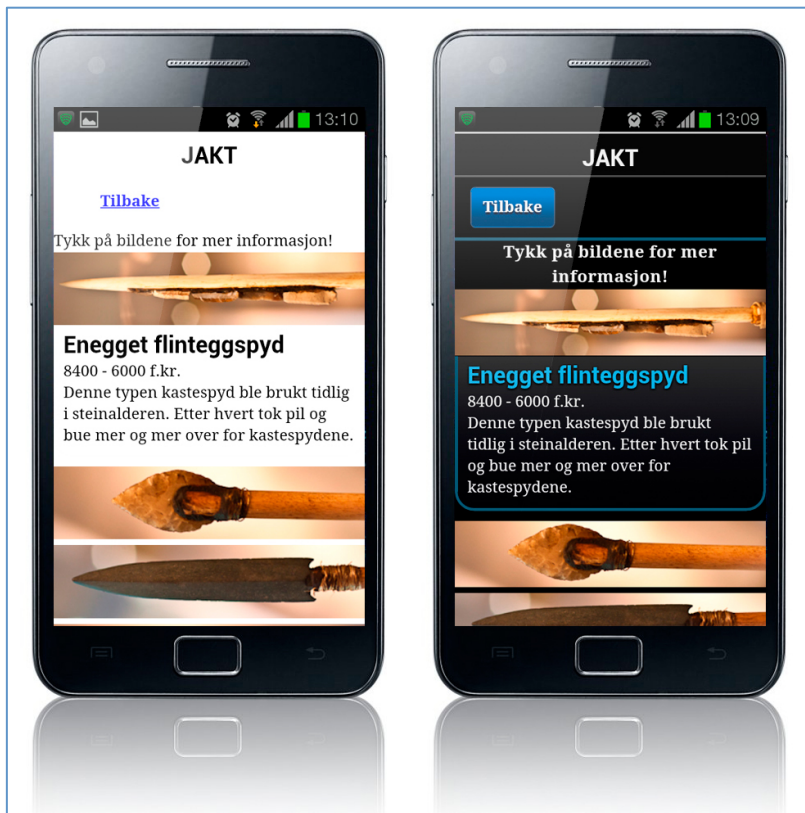 13:10
JAKT
Tilbake
Tykk på bildene for mer informasjon!
Enegget flinteggspyd
8400 - 6000 f.kr.
Denne typen kastespyd ble brukt tidlig
i steinalderen. Etter hvert tok pil og
bue mer og mer over for kastespydene.
13:09
JAKT
Tilbake
Tykk på bildene for mer
informasjon!
Enegget flinteggspyd
8400 - 6000 f.kr.
Denne typen kastespyd ble brukt
tidlig i steinalderen. Etter hvert tok pil
og bue mer og mer over for
kastespydene.